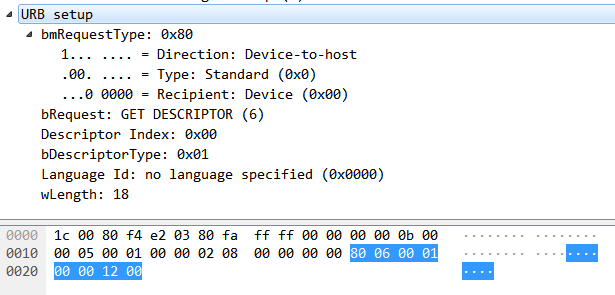 URB setup
bmRequestType: 0x80
1... .... = Direction: Device-to-host
.00. .... = Type: Standard (0x0)
...0 0000 = Recipient: Device (0x00)
bRequest: GET DESCRIPTOR (6)
Descriptor Index: 0x00
bDescriptorType: 0x01
Language Id: no language specified (0x0000)
wLength: 18
0000 1c 00 80 f4 e2 03 80 fa ff ff 00 00 00 00 0b 00 ........ ........
0010 00 05 00 01 00 00 02 08 00 00 00 00 80 06 00 01 ........ ........
0020 00 00 12 00 ....